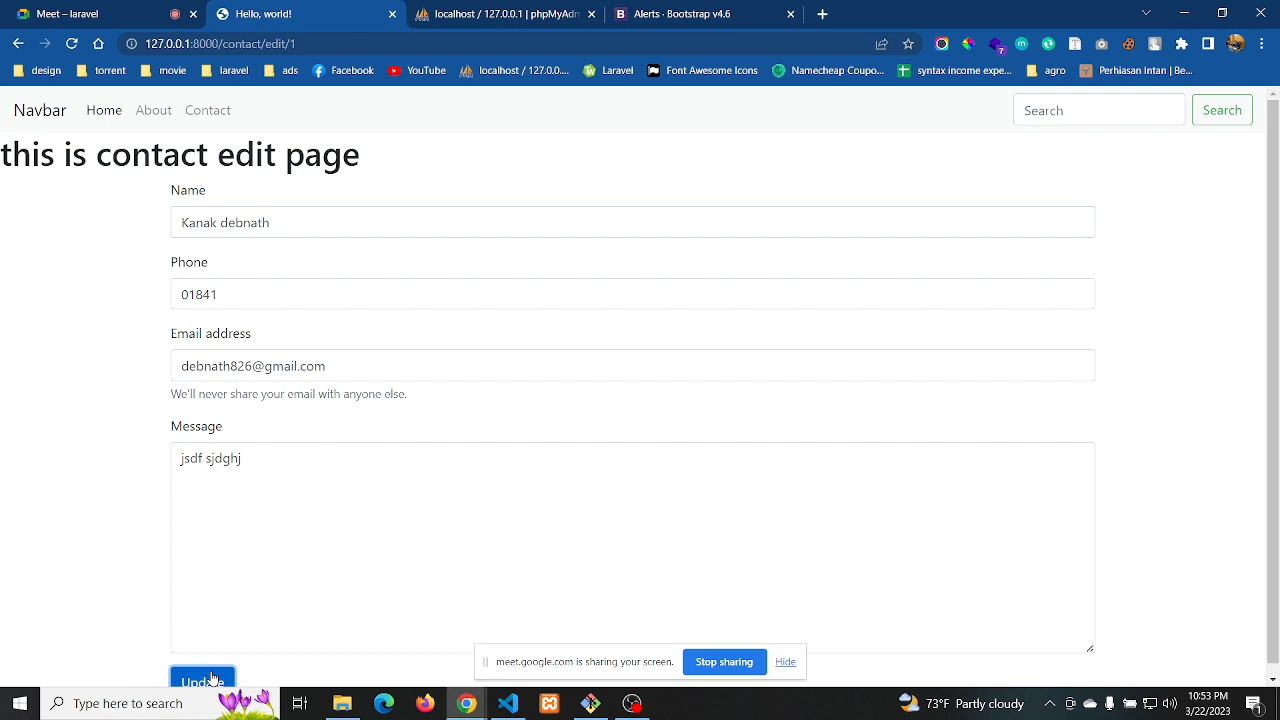 Meet – laravel
Hello, world!
localhost / 127.0.0.1 | phpMyAdm
Alerts · Bootstrap v4.6
127.0.0.1:8000/contact/edit/1
design
torrent
movie
laravel
ads
Facebook
YouTube
localhost / 127.0.0...
Laravel
Font Awesome Icons
Namecheap Coupo...
syntax income expe...
agro
Perhiasan Intan | Be...
Navbar
Home
About
Contact
Search
Search
this is contact edit page
Name
Kanak debnath
Phone
01841
Email address
debnath826@gmail.com
We'll never share your email with anyone else.
Message
jsdf sjdghj
Update
meet.google.com is sharing your screen.
Stop sharing
Hide
Type here to search
73°F Partly cloudy
10:53 PM
3/22/2023